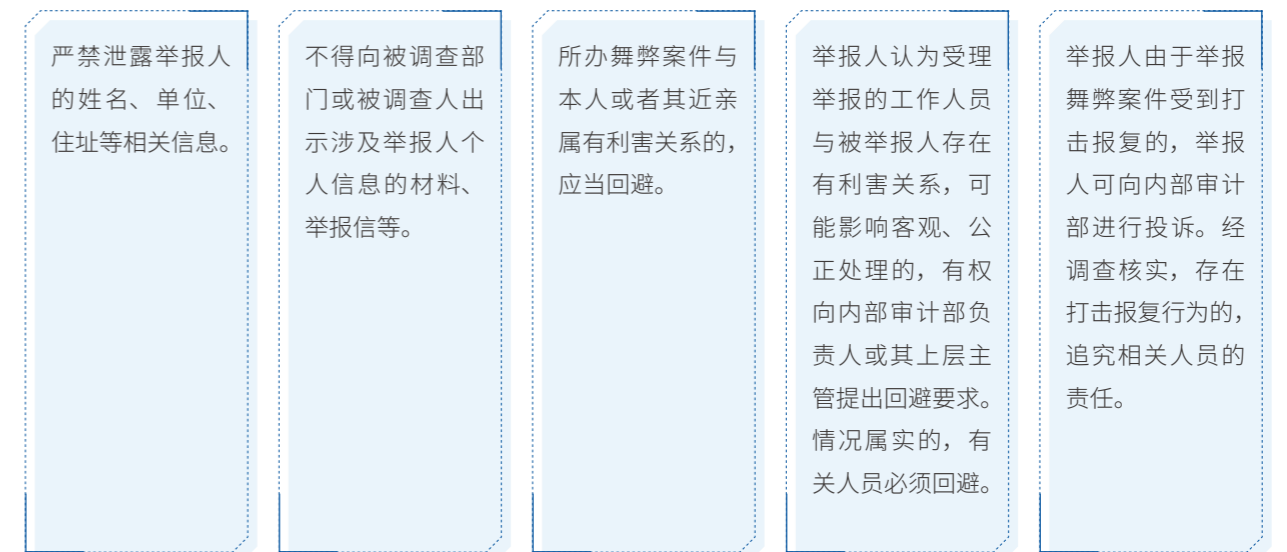 严禁泄露举报人
的姓名、单位、
住址等相关信息。
不得向被调查部
门或被调查人出
示涉及举报人个
人信息的材料、
举报信等。
所办舞弊案件与
本人或者其近亲
属有利害关系的，
应当回避。
举报人认为受理
举报的工作人员
与被举报人存在
有利害关系，可
能影响客观、公
正处理的，有权
向内部审计部负
责人或其上层主
管提出回避要求。
情况属实的，有
关人员必须回避。
举报人由于举报
舞弊案件受到打
击报复的，举报
人可向内部审计
部进行投诉。经
调查核实，存在
打击报复行为的，
追究相关人员的
责任。